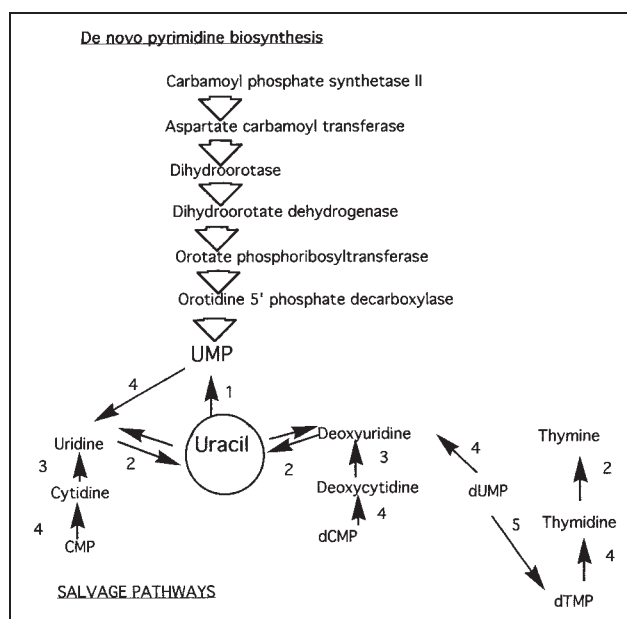 De novo pyrimidine biosynthesis
Carbamoyl phosphate synthetase II
Aspartate carbamoyl transferase
Dihydroorotase
Dihydroorotate dehydrogenase
Orotate phosphoribosyltransferase
Orotidine 5' phosphate decarboxylase
UMP
4
1
Uridine
2
Uracil
2
Deoxyuridine
4
Thymine
3
Cytidine
3
Deoxycytidine
dUMP
2
4
CMP
4
dCMP
5
Thymidine
4
dTMP
SALVAGE PATHWAYS